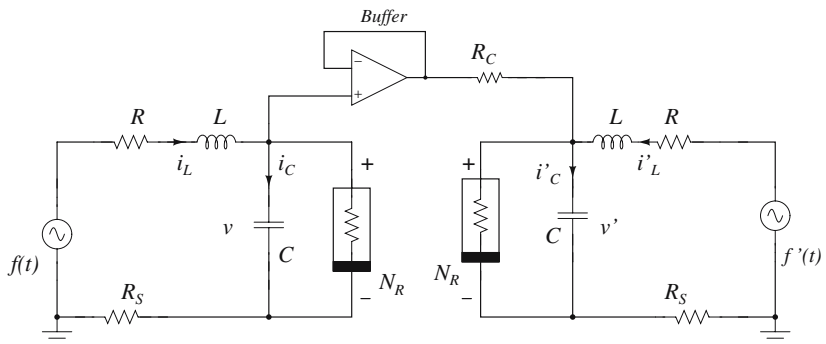 Buffer
−
+
R_C
R
L
L
R
i_L
i_C
+
+
i'_C
i'_L
v
C
C
v'
f(t)
N_R
N_R
f'(t)
R_S
−
−
R_S